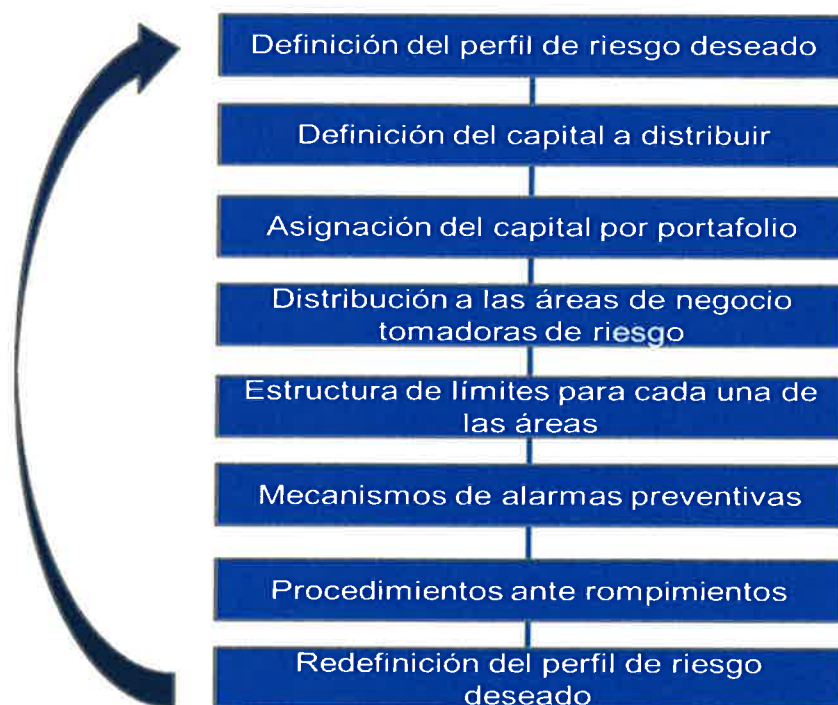 Definición del perfil de riesgo deseado
Definición del capital a distribuir
Asignación del capital por portafolio
Distribución a las áreas de negocio
tomadoras de riesgo
Estructura de límites para cada una de
las áreas
Mecanismos de alarmas preventivas
Procedimientos ante rompimientos
Redefinición del perfil de riesgo
deseado